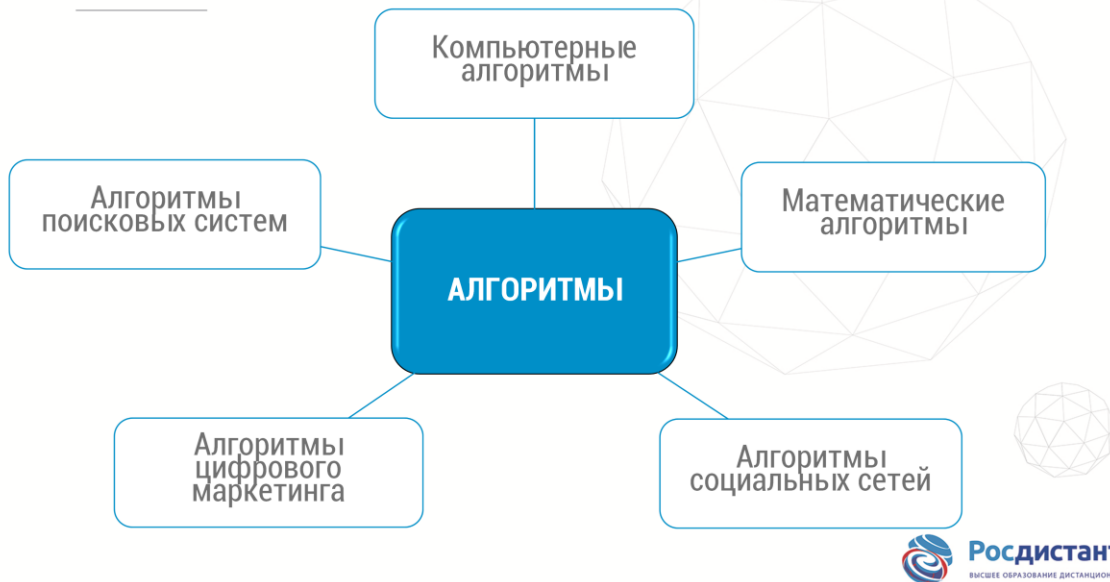 Компьютерные
алгоритмы
Алгоритмы
поисковых систем
Математические
алгоритмы
АЛГОРИТМЫ
Алгоритмы
цифрового
маркетинга
Алгоритмы
социальных сетей
Росдистант
ВЫСШЕЕ ОБРАЗОВАНИЕ ДИСТАНЦИОН